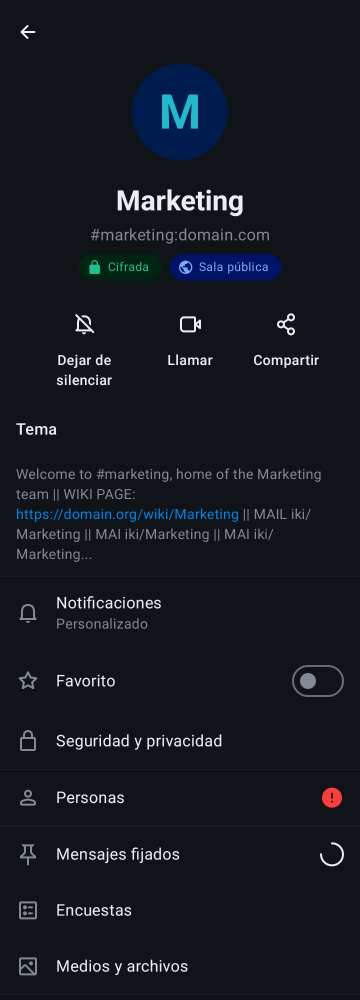 M
Marketing
#marketing:domain.com
Cifrada
Sala pública
Dejar de
silenciar
Llamar
Compartir
Tema
Welcome to #marketing, home of the Marketing
team || WIKI PAGE:
https://domain.org/wiki/Marketing || MAIL iki/
Marketing || MAI iki/Marketing || MAI iki/
Marketing...
Notificaciones
Personalizado
Favorito
Seguridad y privacidad
Personas
Mensajes fijados
Encuestas
Medios y archivos